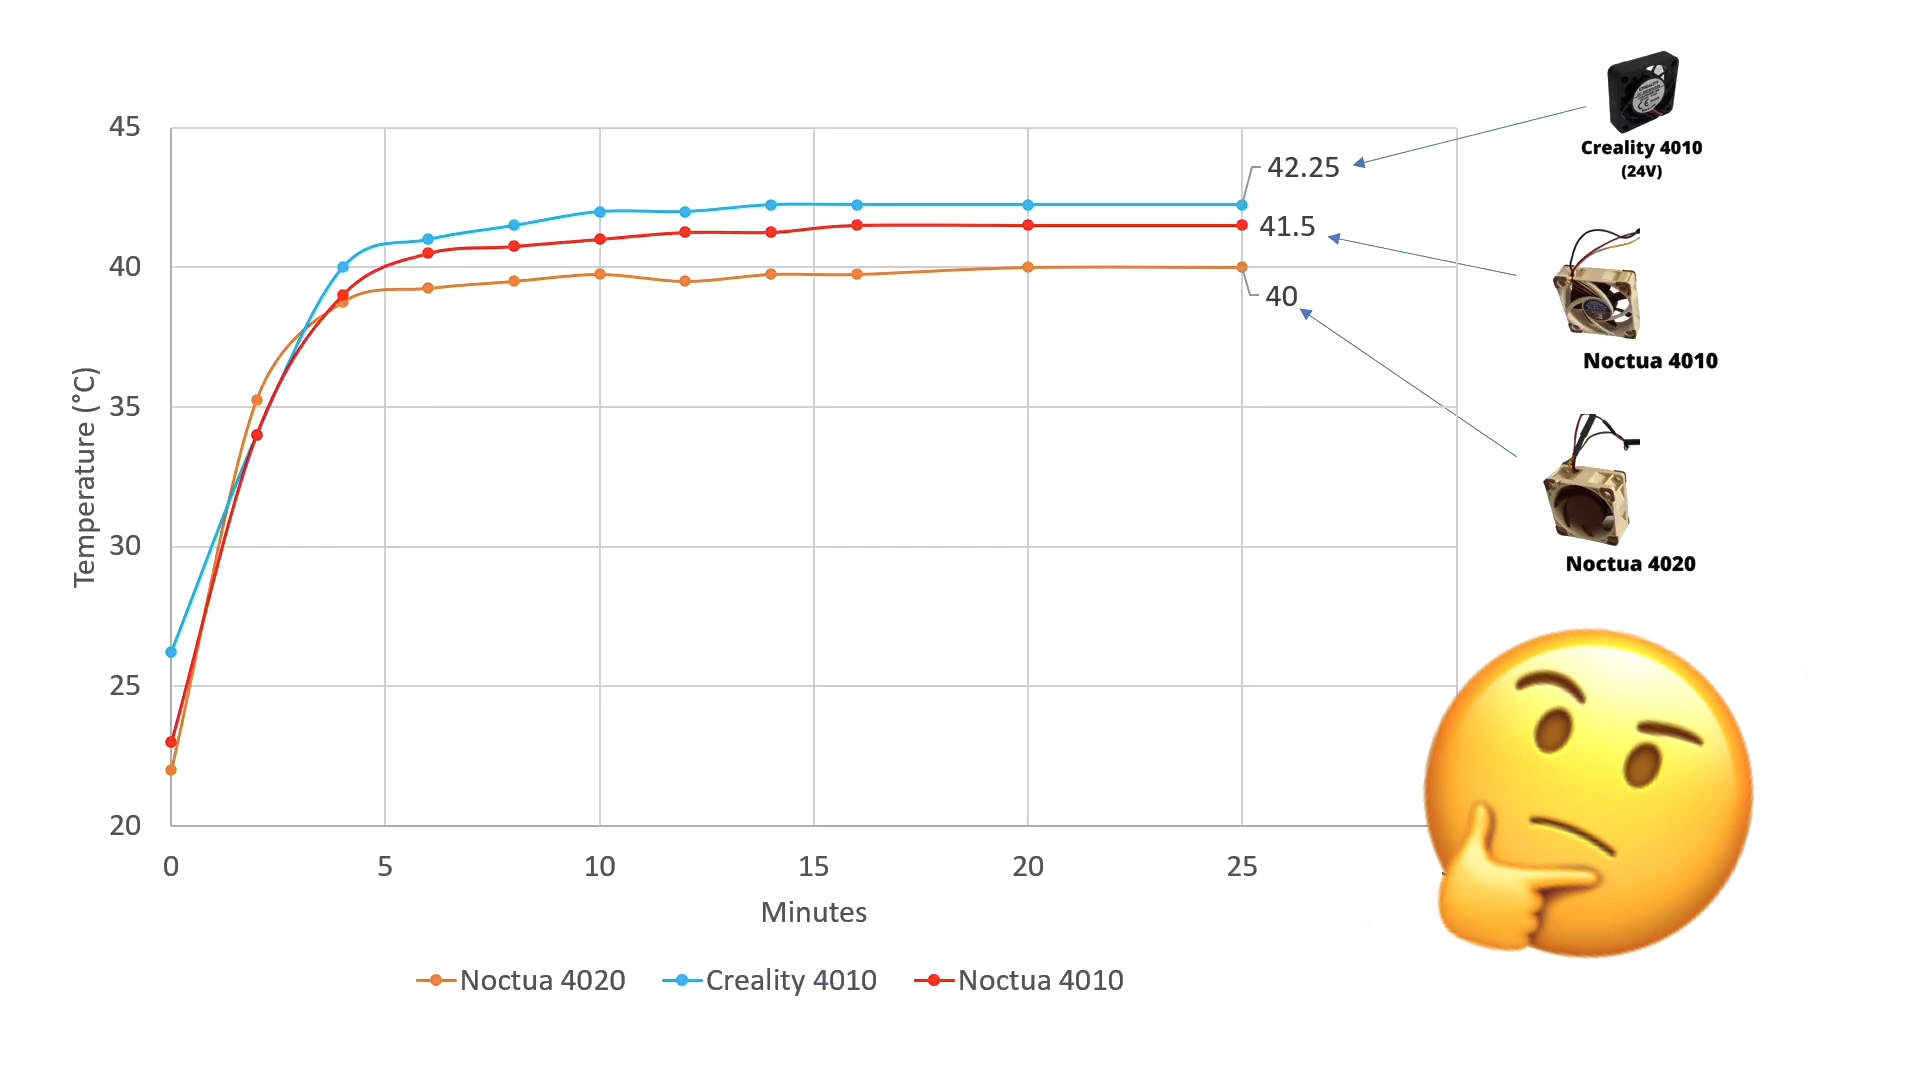 45
40
35
30
25
20
Temperature (°C)
0 5 10 15 20 25
Minutes
Noctua 4020 Creality 4010 Noctua 4010
42.25
41.5
40
Creality 4010
(24V)
Noctua 4010
Noctua 4020